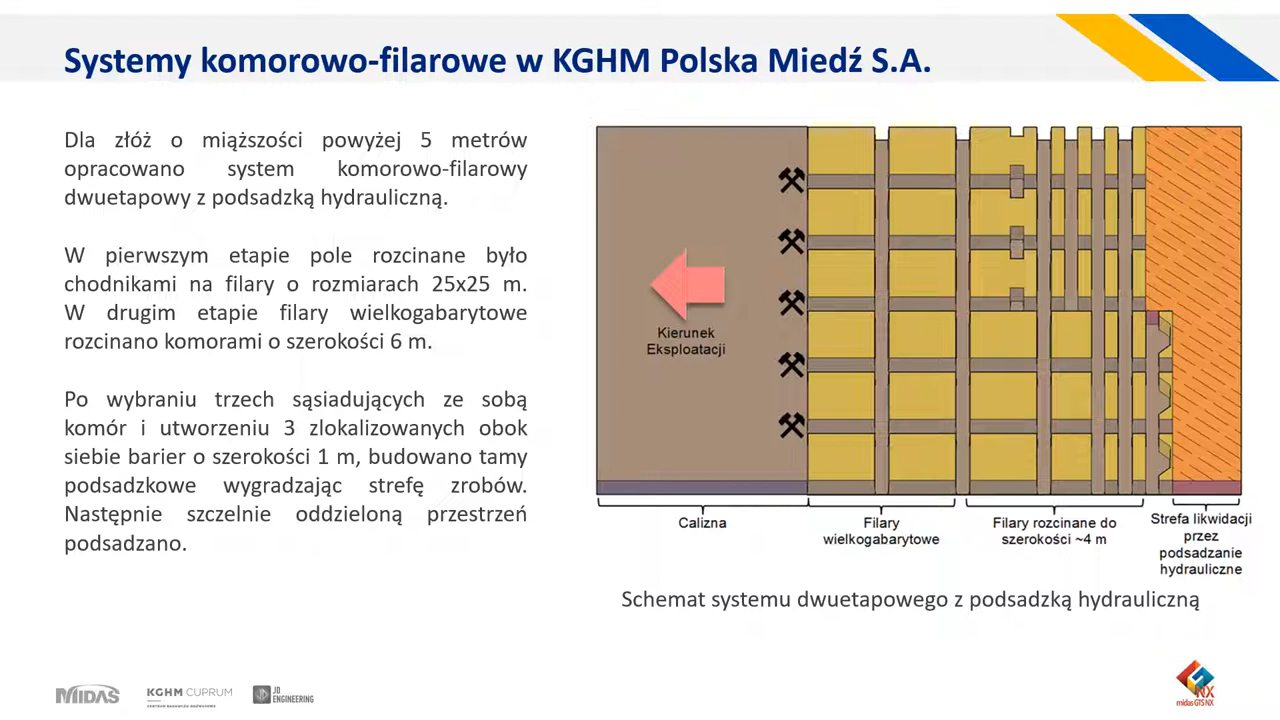 Systemy komorowo-filarowe w KGHM Polska Miedź S.A.
Dla złóż o miąższości powyżej 5 metrów
opracowano system komorowo-filarowy
dwuetapowy z podsadzką hydrauliczną.
W pierwszym etapie pole rozcinane było
chodnikami na filary o rozmiarach 25x25 m.
W drugim etapie filary wielkogabarytowe
rozcinano komorami o szerokości 6 m.
Po wybraniu trzech sąsiadujących ze sobą
komór i utworzeniu 3 zlokalizowanych obok
siebie barier o szerokości 1 m, budowano tamy
podsadzkowe wygradzając strefę zrobów.
Następnie szczelnie oddzieloną przestrzeń
podsadzano.
Kierunek
Eksploatacji
Calizna
Filary
wielkogabarytowe
Filary rozcinane do
szerokości ~4 m
Strefa likwidacji
przez
podsadzanie
hydrauliczne
Schemat systemu dwuetapowego z podsadzką hydrauliczną
MIDAS
KGHM CUPRUM
CENTRUM BADAWCZO-ROZWOJOWE
JD
ENGINEERING
NX
midas GTS NX